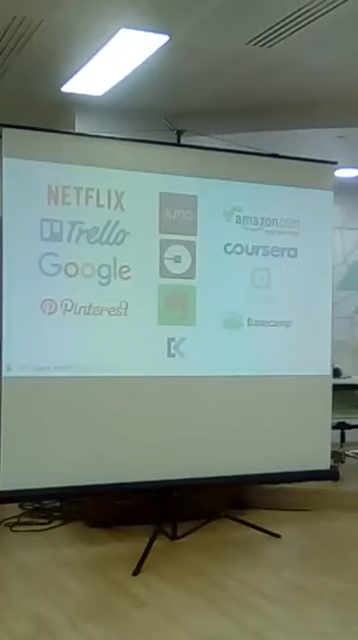 NETFLIX
Trello
Google
Pinterest
JUNO
amazon.com
coursera
Basecamp